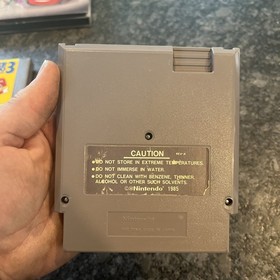 3
CAUTION
•DO NOT STORE IN EXTREME TEMPERATURES.
•DO NOT IMMERSE IN WATER.
•DO NOT CLEAN WITH BENZENE, THINNER,
ALCOHOL OR OTHER SUCH SOLVENTS.
©®Nintendo 1985